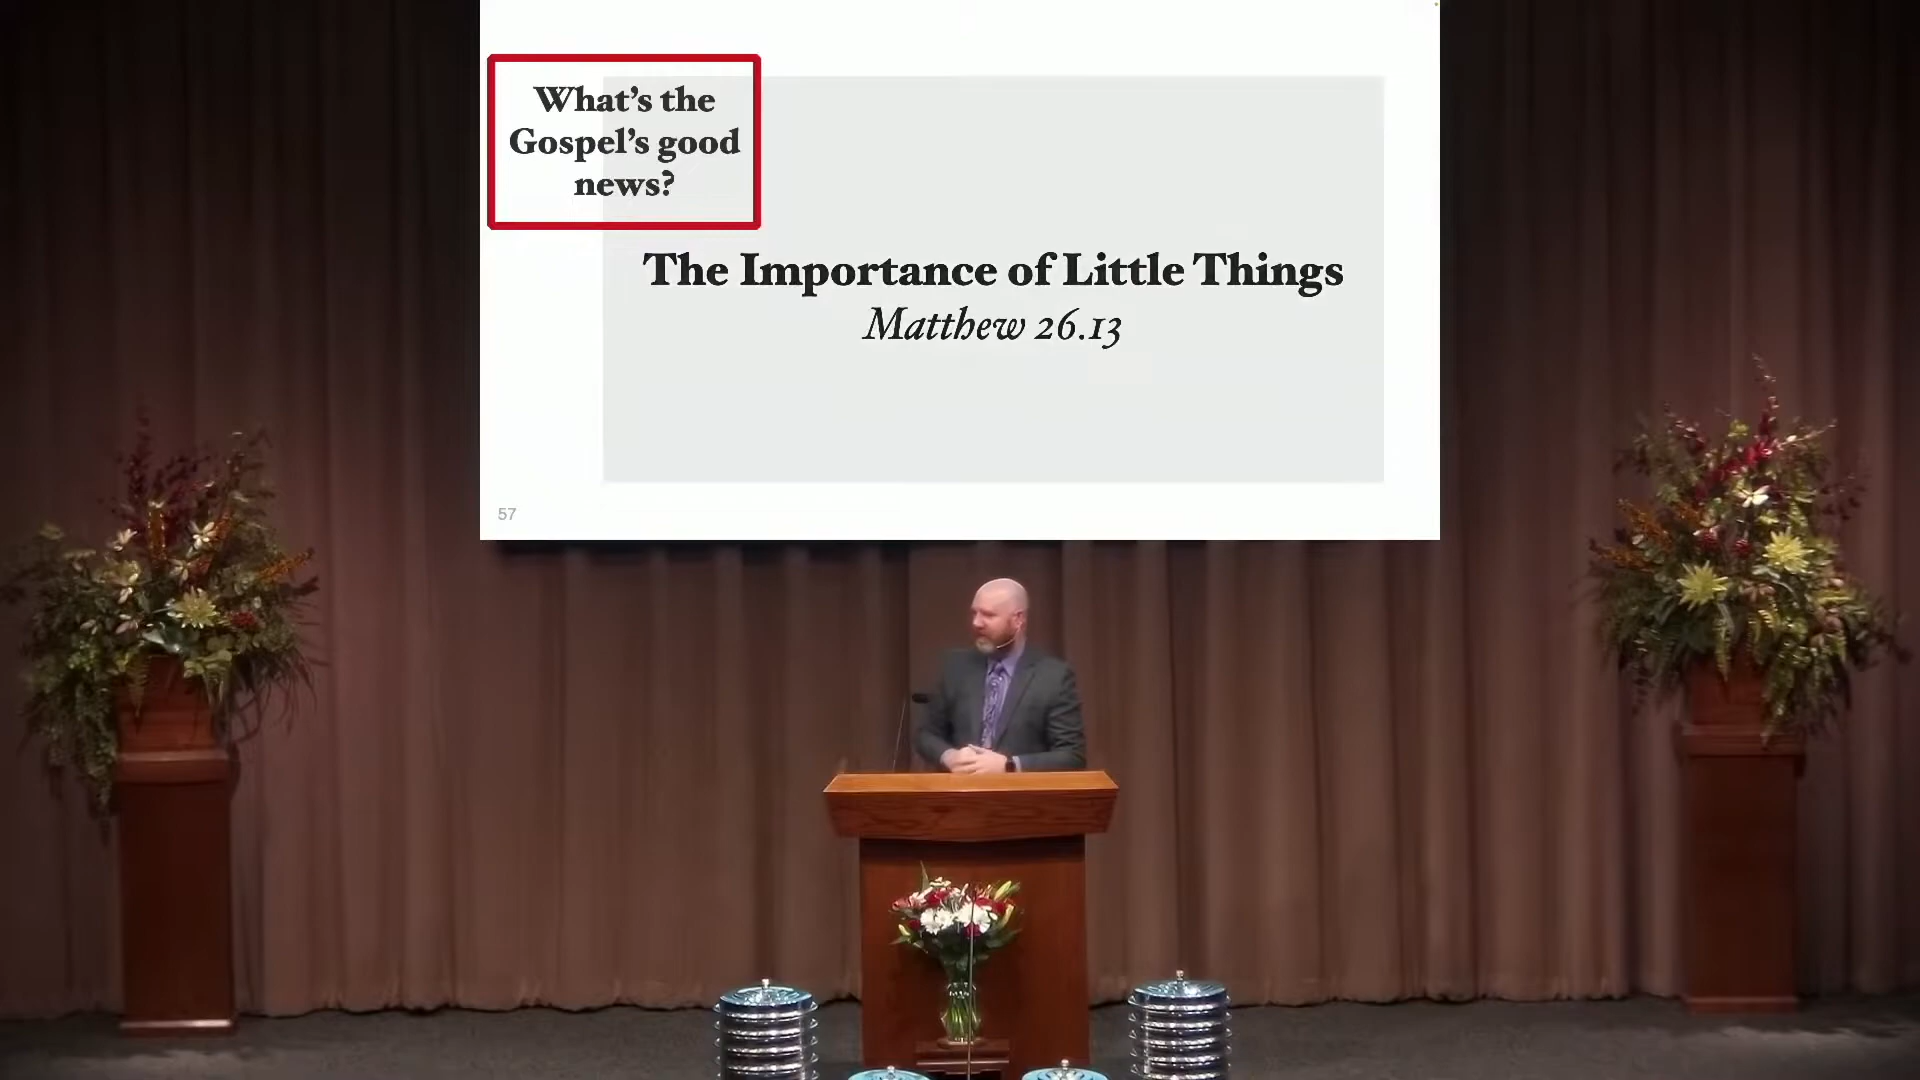 What’s the
Gospel’s good
news?
The Importance of Little Things
Matthew 26.13
57